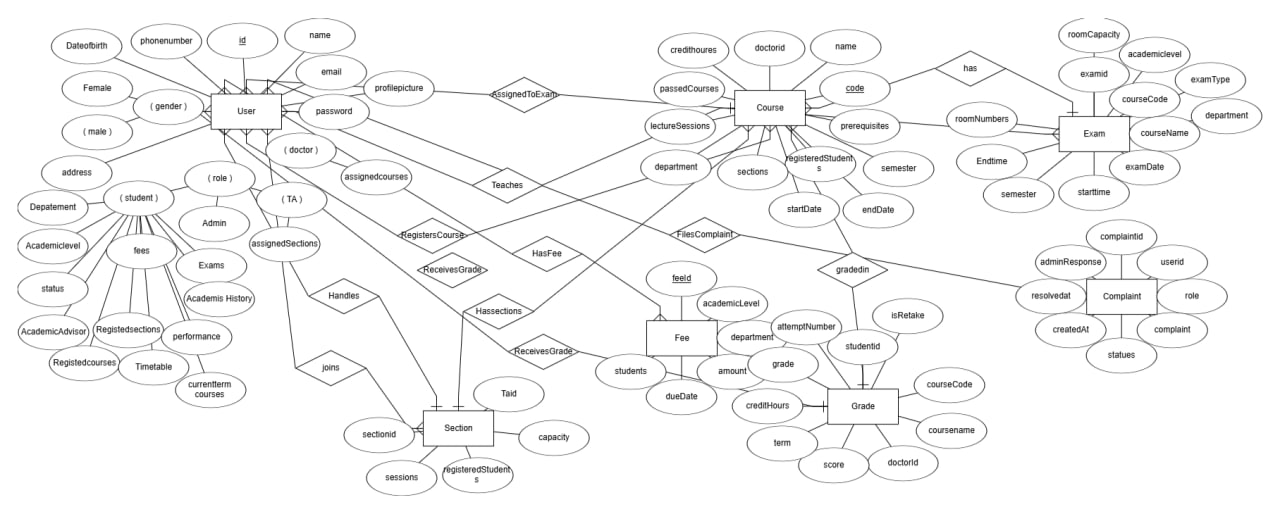 Dateofbirth
phonenumber
id
name
email
profilepicture
password
Female
( gender )
( male )
address
User
( doctor )
assignedcourses
( role )
Admin
( TA )
assignedSections
( student )
Depatement
Academiclevel
status
AcademicAdvisor
Registedcourses
fees
Registedsections
Timetable
Exams
Academis History
performance
currentterm
courses
AssignedToExam
Teaches
RegistersCourse
ReceivesGrade
HasFee
FilesComplaint
Handles
Hassections
joins
ReceivesGrade
gradedin
has
credithoures
doctorid
name
passedCourses
code
Course
lectureSessions
prerequisites
department
sections
registeredStudent
s
semester
startDate
endDate
roomCapacity
academiclevel
examid
examType
courseCode
department
roomNumbers
Exam
courseName
Endtime
examDate
semester
starttime
complaintid
adminResponse
userid
resolvedat
Complaint
role
createdAt
complaint
statues
feeId
academicLevel
Fee
department
students
amount
dueDate
attemptNumber
isRetake
studentid
grade
creditHours
Grade
courseCode
coursename
term
score
doctorId
Taid
Section
sectionid
capacity
sessions
registeredStudent
s